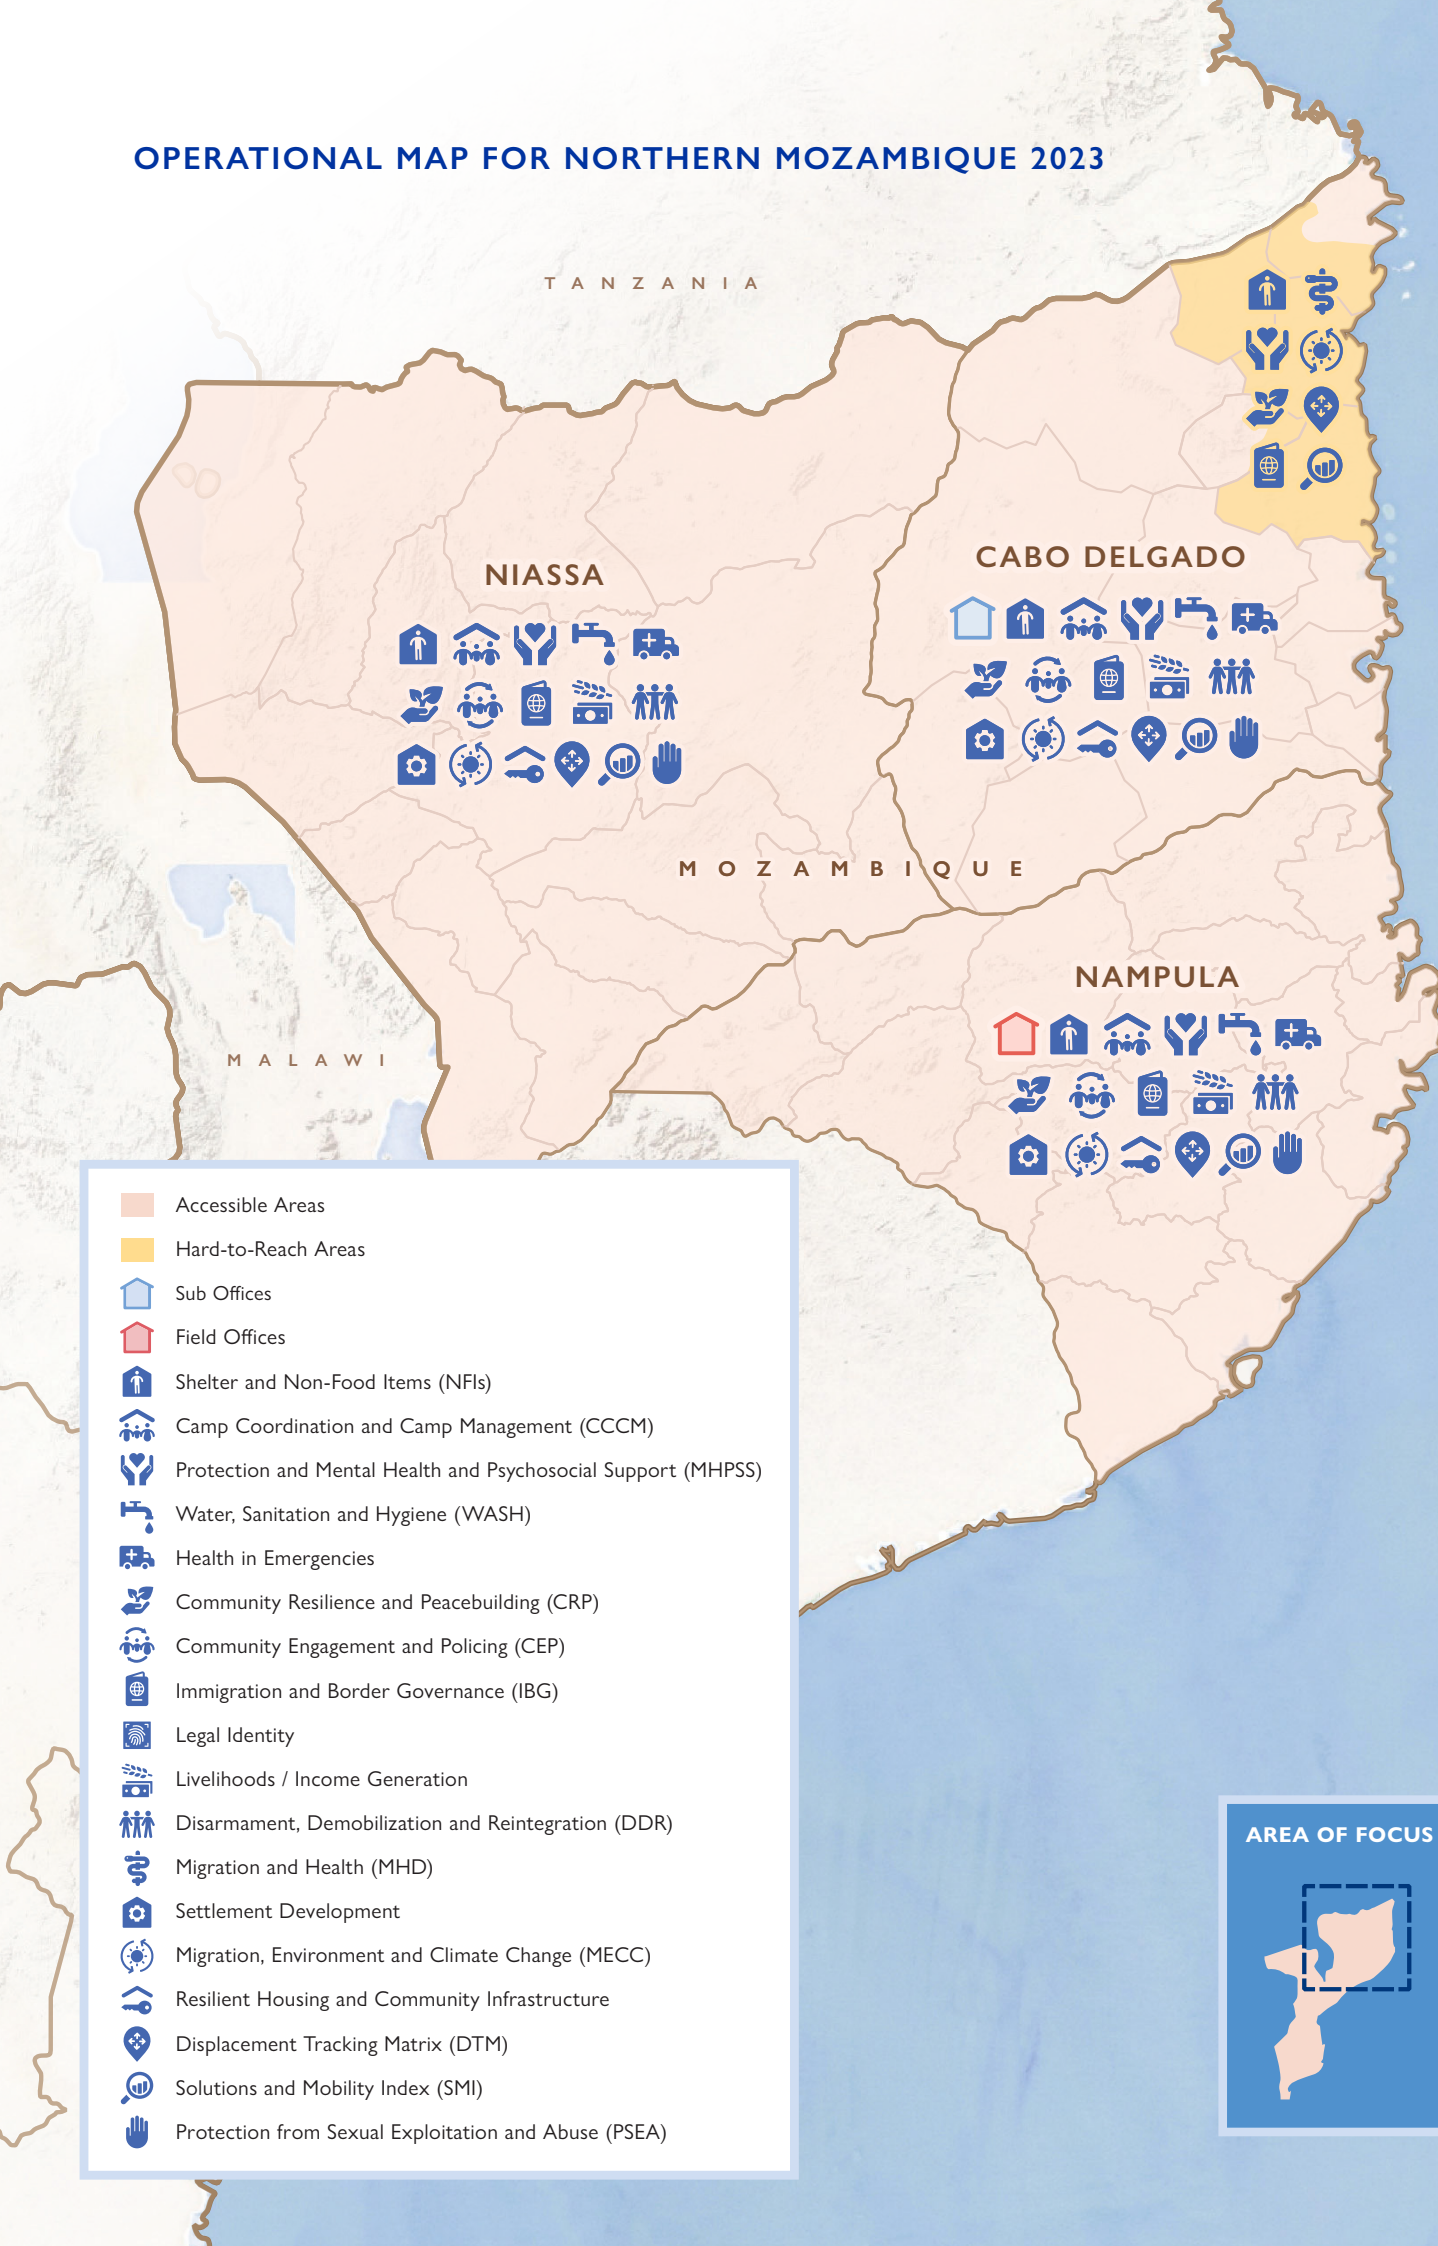 OPERATIONAL MAP FOR NORTHERN MOZAMBIQUE 2023
TANZANIA
CABO DELGADO
NIASSA
MOZAMBIQUE
NAMPULA
MALAWI
Accessible Areas
Hard-to-Reach Areas
Sub Offices
Field Offices
Shelter and Non-Food Items (NFIs)
Camp Coordination and Camp Management (CCCM)
Protection and Mental Health and Psychosocial Support (MHPSS)
Water, Sanitation and Hygiene (WASH)
Health in Emergencies
Community Resilience and Peacebuilding (CRP)
Community Engagement and Policing (CEP)
Immigration and Border Governance (IBG)
Legal Identity
Livelihoods / Income Generation
Disarmament, Demobilization and Reintegration (DDR)
Migration and Health (MHD)
Settlement Development
Migration, Environment and Climate Change (MECC)
Resilient Housing and Community Infrastructure
Displacement Tracking Matrix (DTM)
Solutions and Mobility Index (SMI)
Protection from Sexual Exploitation and Abuse (PSEA)
AREA OF FOCUS